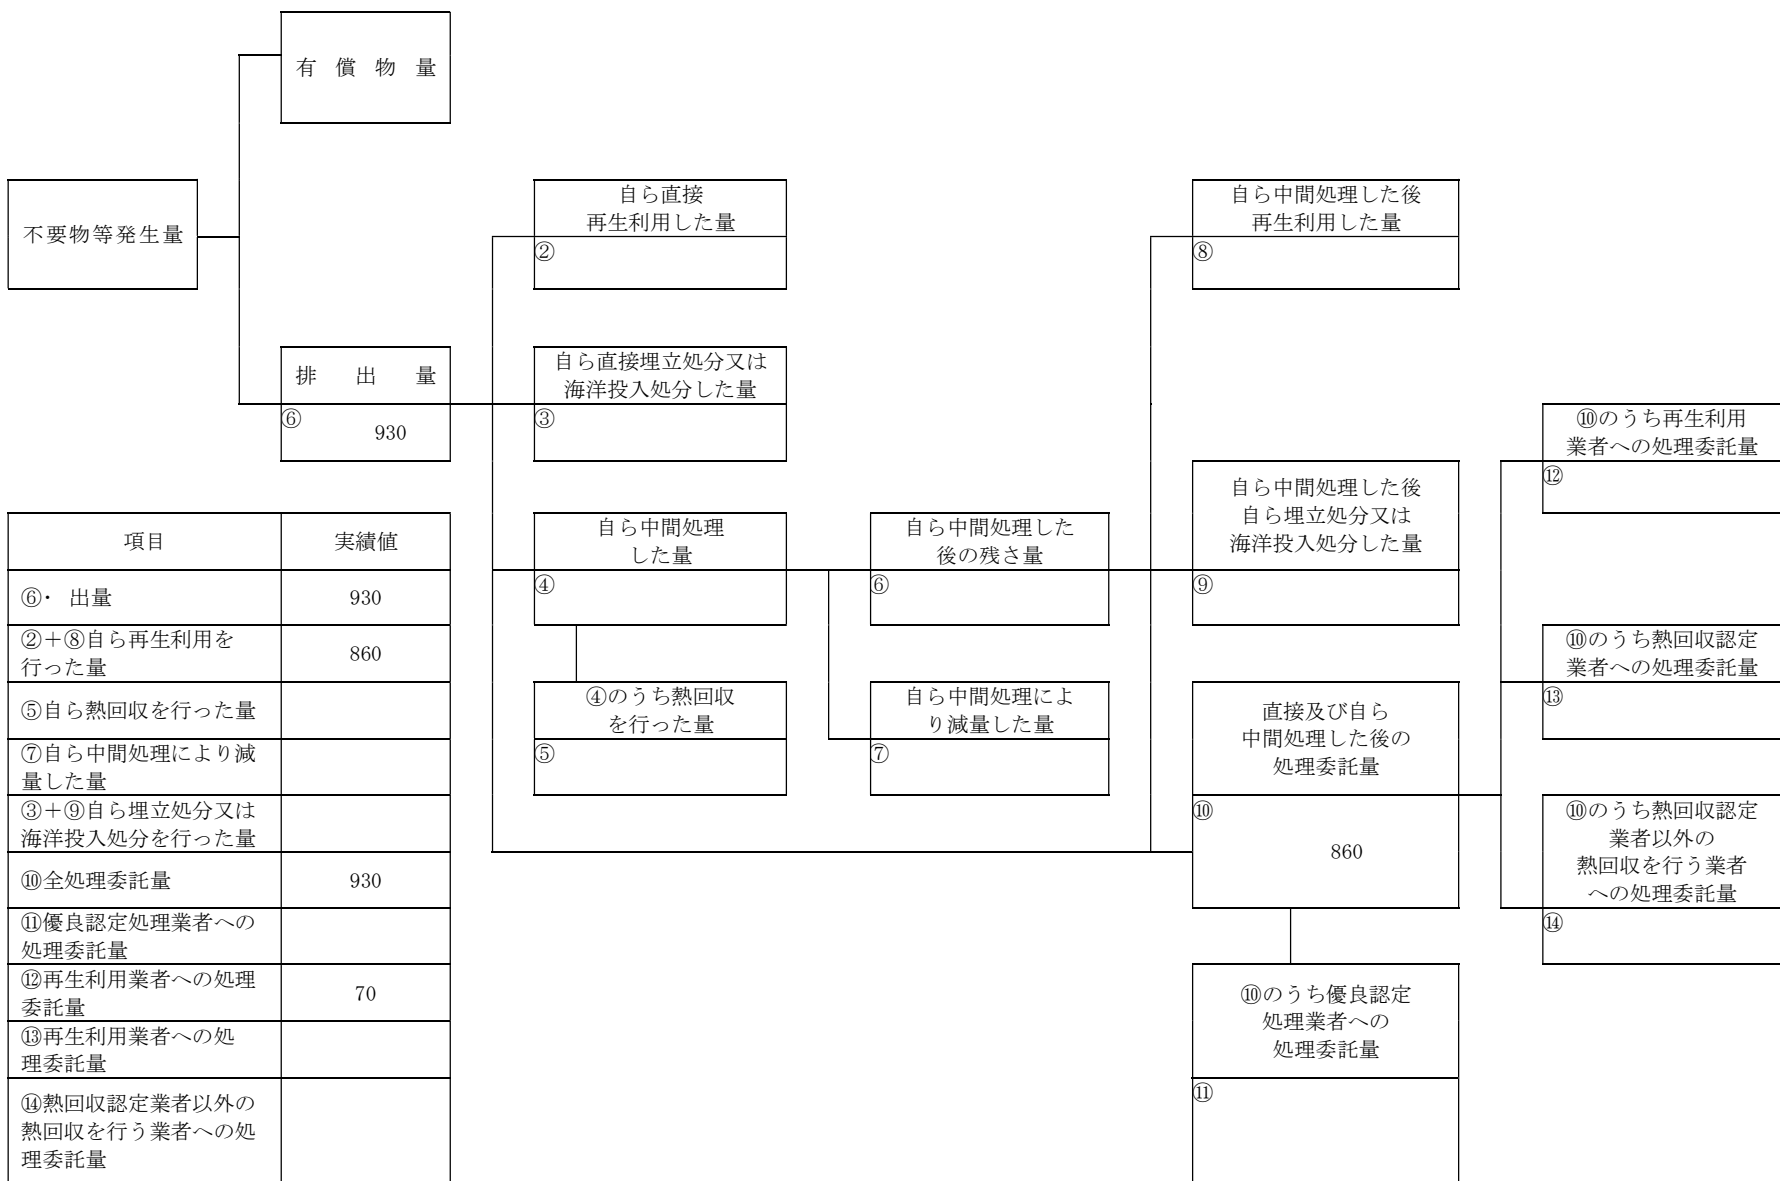 有 償 物 量
不要物等発生量
自ら直接
再生利用した量
②
自ら中間処理した後
再生利用した量
⑧
排 出 量
⑥
930
自ら直接埋立処分又は
海洋投入処分した量
③
⑩のうち再生利用
業者への処理委託量
⑫
自ら中間処理
した量
④
自ら中間処理した
後の残さ量
⑥
自ら中間処理した後
自ら埋立処分又は
海洋投入処分した量
⑨
⑩のうち熱回収認定
業者への処理委託量
⑬
④のうち熱回収
を行った量
⑤
自ら中間処理によ
り減量した量
⑦
直接及び自ら
中間処理した後の
処理委託量
⑩
860
⑩のうち熱回収認定
業者以外の
熱回収を行う業者
への処理委託量
⑭
⑩のうち優良認定
処理業者への
処理委託量
⑪
項目 実績値
⑥・ 出量 930
②＋⑧自ら再生利用を
行った量
860
⑤自ら熱回収を行った量
⑦自ら中間処理により減
量した量
③＋⑨自ら埋立処分又は
海洋投入処分を行った量
⑩全処理委託量 930
⑪優良認定処理業者への
処理委託量
⑫再生利用業者への処理
委託量
70
⑬再生利用業者への処
理委託量
⑭熱回収認定業者以外の
熱回収を行う業者への処
理委託量